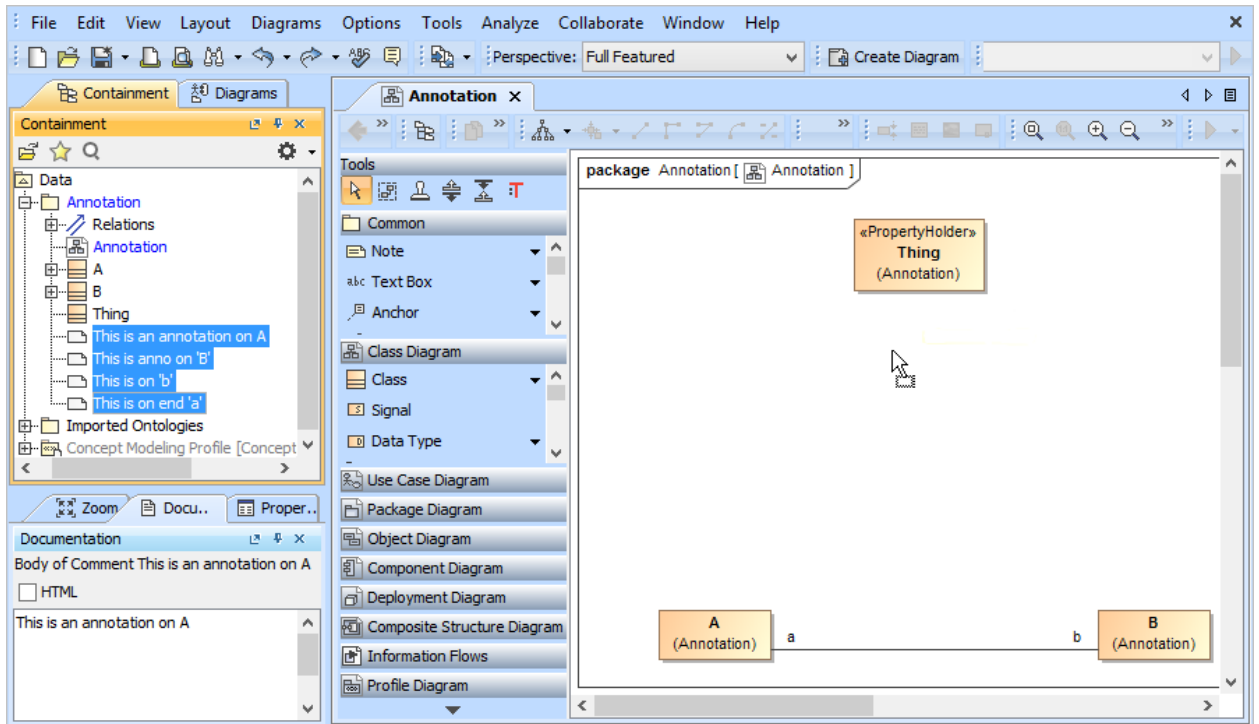 File Edit View Layout Diagrams Options Tools Analyze Collaborate Window Help
Perspective: Full Featured Create Diagram
Containment Diagrams
Containment
Data
Annotation
Relations
Annotation
A
B
Thing
This is an annotation on A
This is anno on 'B'
This is on 'b'
This is on end 'a'
Imported Ontologies
Concept Modeling Profile [Concept
Zoom Docu.. Proper..
Documentation
Body of Comment This is an annotation on A
HTML
This is an annotation on A
Annotation
Tools
Common
Note
abc Text Box
Anchor
Class Diagram
Class
Signal
Data Type
Use Case Diagram
Package Diagram
Object Diagram
Component Diagram
Deployment Diagram
Composite Structure Diagram
Information Flows
Profile Diagram
package Annotation [ Annotation ]
«PropertyHolder»
Thing
(Annotation)
A
(Annotation)
a
b
B
(Annotation)